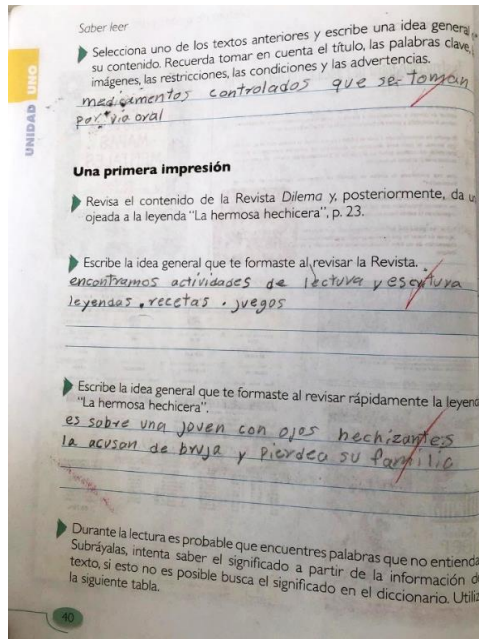 Saber leer
Selecciona uno de los textos anteriores y escribe una idea general
su contenido. Recuerda tomar en cuenta el título, las palabras clave,
imágenes, las restricciones, las condiciones y las advertencias.
medicamentos controlados que se toman
por via oral
UNIDAD UNO
Una primera impresión
Revisa el contenido de la Revista Dilema y, posteriormente, da u
ojeada a la leyenda "La hermosa hechicera", p. 23.
Escribe la idea general que te formaste al revisar la Revista.
encontramos actividades de lectura y escritura
leyendas, recetas, juegos
Escribe la idea general que te formaste al revisar rápidamente la leyend
"La hermosa hechicera".
es sobre una joven con ojos hechizantes
la acusan de bruja y pierdea su familia
Durante la lectura es probable que encuentres palabras que no entienda
Subráyalas, intenta saber el significado a partir de la información d
texto, si esto no es posible busca el significado en el diccionario. Utiliz
la siguiente tabla.
40